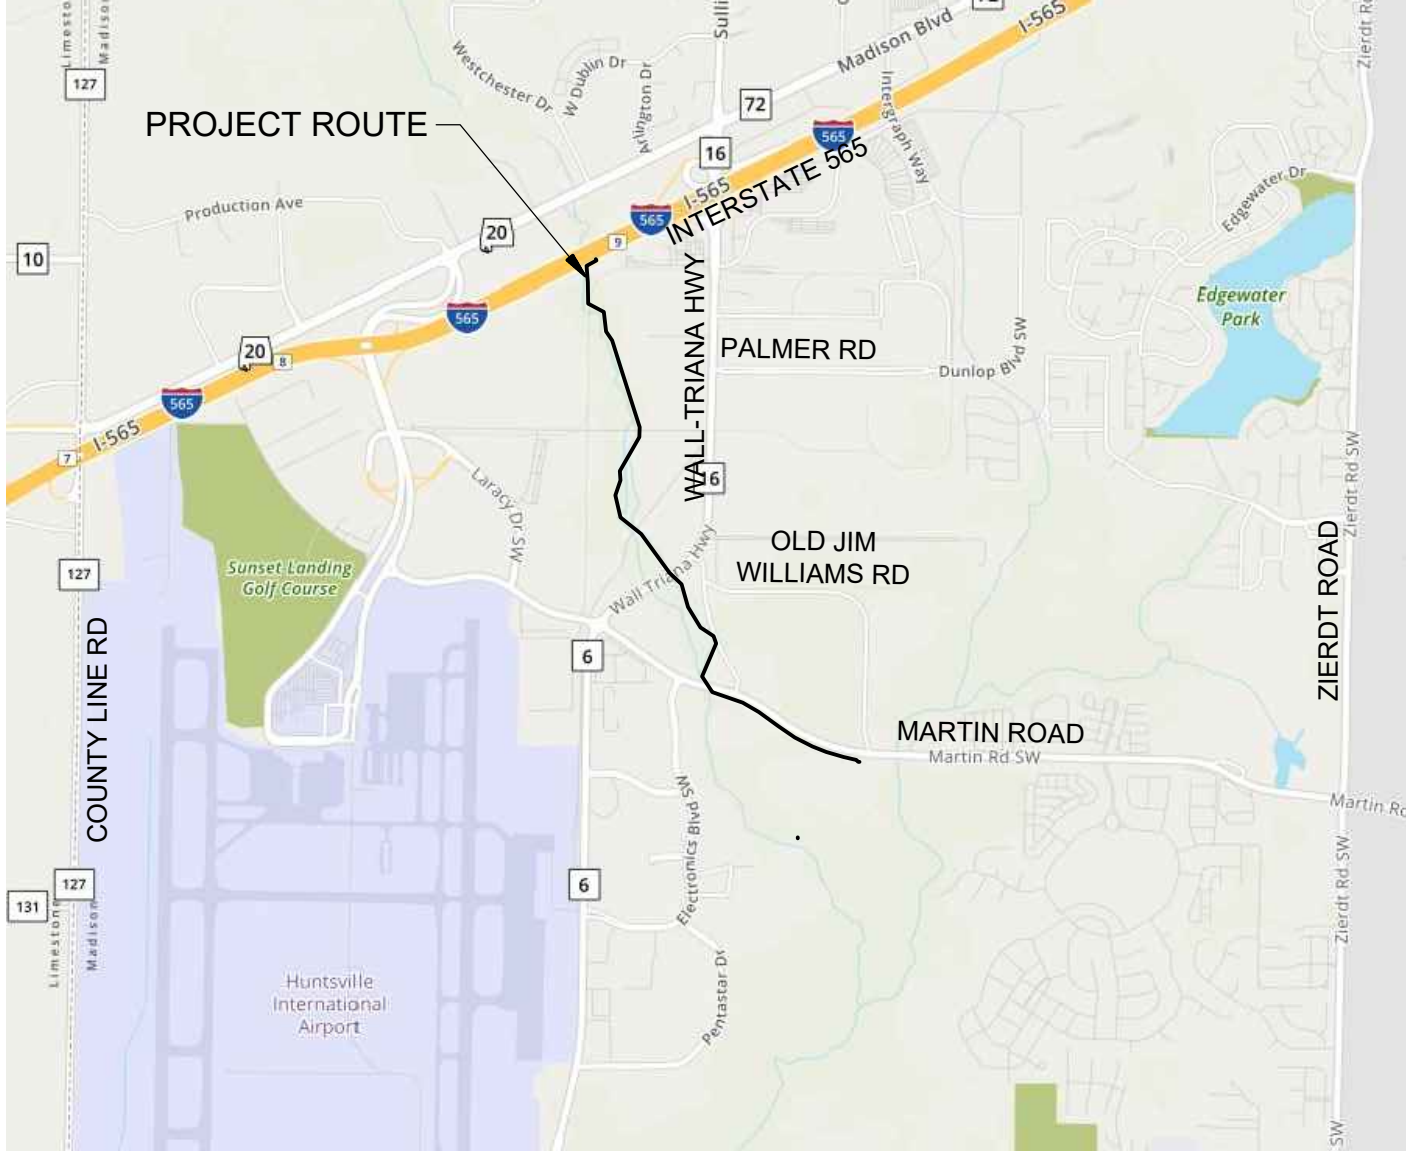 Limesto
Madiso
127
Westchester Dr
W Dublin Dr
Arlington Dr
Sulli
Madison Blvd
I-565
Zierdt R
72
PROJECT ROUTE
16
565
Intergraph Way
I-565
INTERSTATE 565
Production Ave
20
565
9
Edgewater Dr
10
565
Edgewater
Park
20
8
WALL-TRIANA HWY
PALMER RD
Dunlop Blvd SW
565
I-565
7
16
Laracy Dr SW
Zierdt Rd SW
127
Sunset Landing
Golf Course
Wall Triana Hwy
OLD JIM
WILLIAMS RD
ZIERDT ROAD
COUNTY LINE RD
6
MARTIN ROAD
Martin Rd SW
Martin Rd
Electronics Blvd SW
Zierdt Rd SW
127
131
6
Limestone
Madison
Huntsville
International
Airport
Pentastar Dr
SW